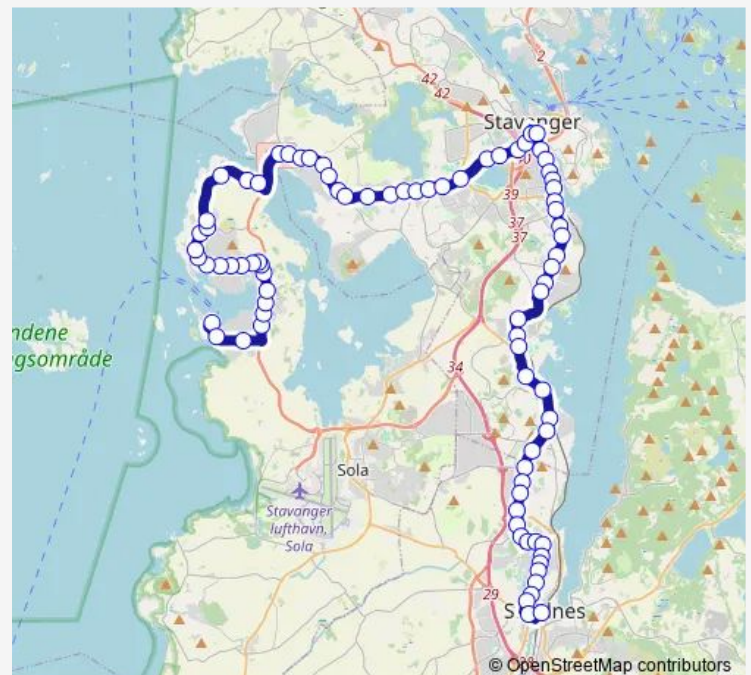 2
42
42
Stavanger
39
37
37
ndene
gsområde
34
Sola
Stavanger
lufthavn,
Sola
29
© OpenStreetMap contributors